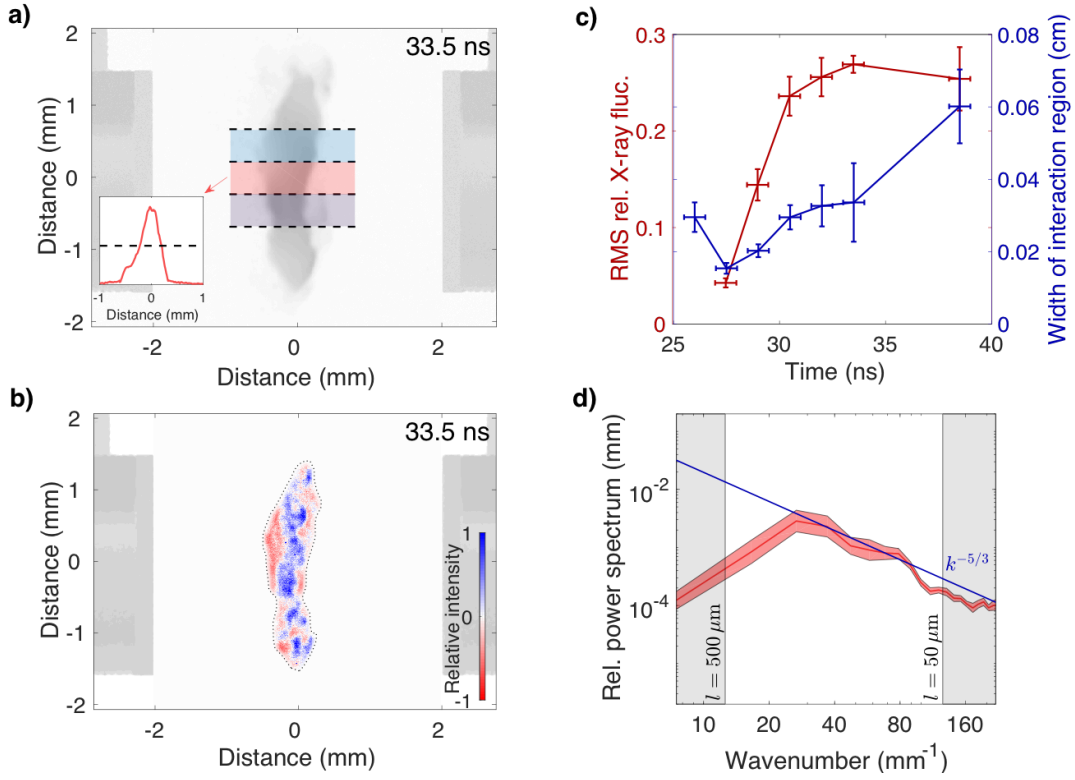 a)
33.5 ns
2
1
0
-1
-2
Distance (mm)
-1
0
1
Distance (mm)
-2
0
2
Distance (mm)
b)
33.5 ns
2
1
0
-1
-2
Distance (mm)
1
0
-1
Relative intensity
-2
0
2
Distance (mm)
c)
0.3
0.2
0.1
0
RMS rel. X-ray fluc.
0.08
0.06
0.04
0.02
0
Width of interaction region (cm)
25
30
35
40
Time (ns)
d)
10⁻²
10⁻⁴
Rel. power spectrum (mm)
k⁻⁵/³
l = 500 μm
l = 50 μm
10
20
40
80
160
Wavenumber (mm⁻¹)